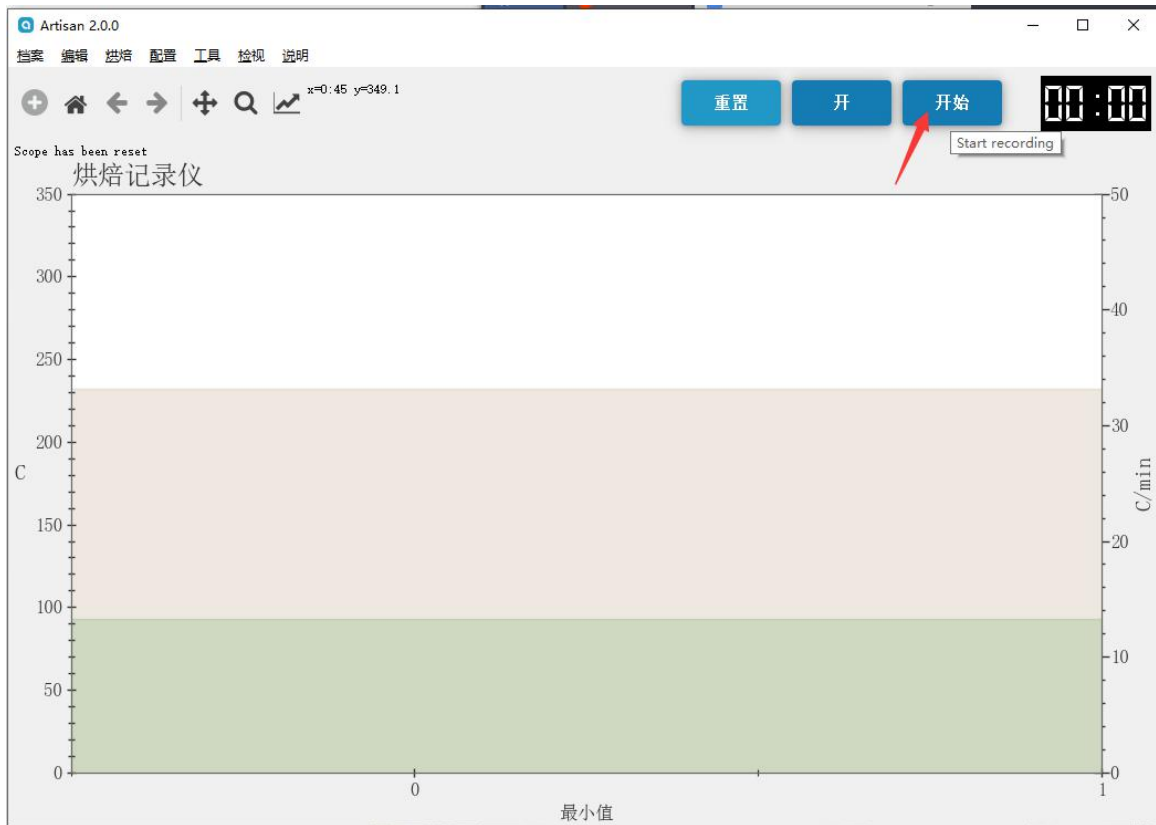 Artisan 2.0.0
档案 编辑 烘焙 配置 工具 检视 说明
x=0:45 y=349.1
重置 开 开始 00:00
Start recording
Scope has been reset
烘焙记录仪
350 50
300
40
250
30
200
C C/min
150
20
100
10
50
0 0
0 1
最小值